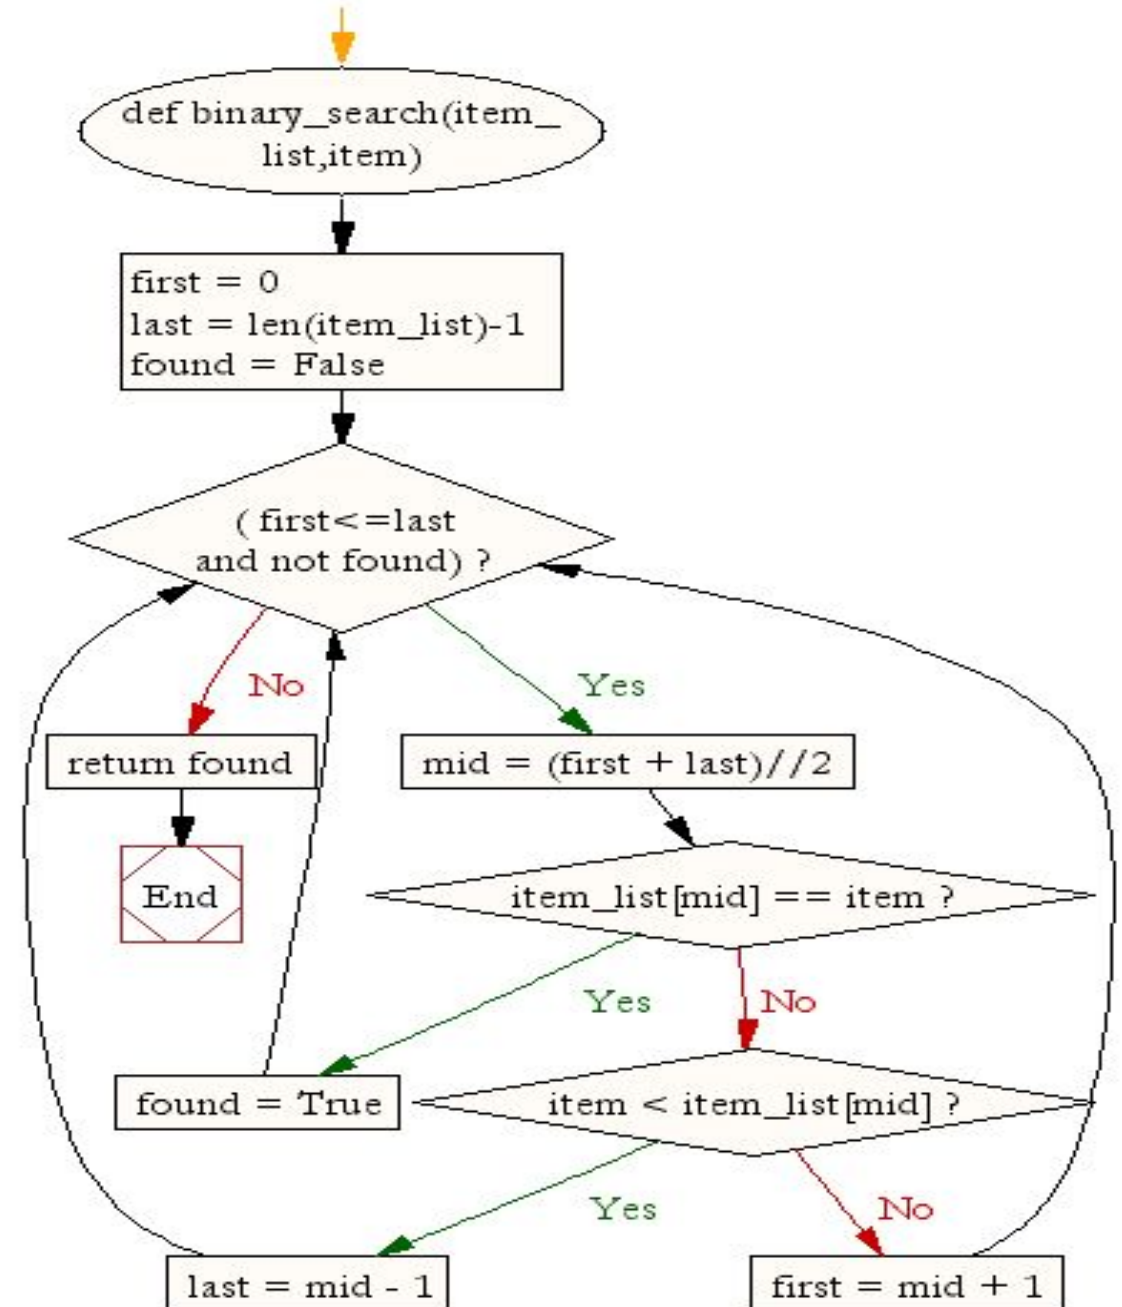 def binary_search(item_
list,item)
first = 0
last = len(item_list)-1
found = False
( first<=last
and not found) ?
No
Yes
return found
mid = (first + last)//2
End
item_list[mid] == item ?
Yes
No
found = True
item < item_list[mid] ?
Yes
No
last = mid - 1
first = mid + 1